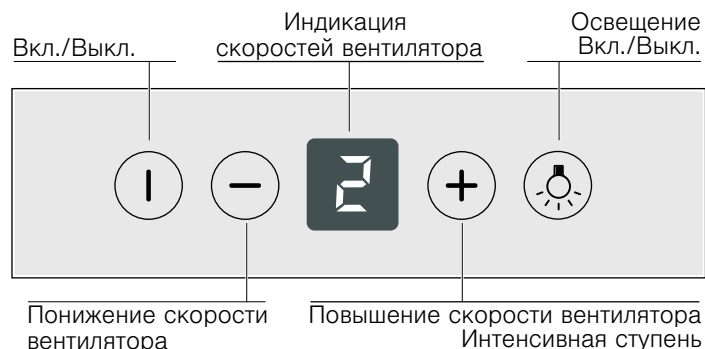 Вкл./Выкл.
Индикация
скоростей вентилятора
Освещение
Вкл./Выкл.
2
Понижение скорости
вентилятора
Повышение скорости вентилятора
Интенсивная ступень